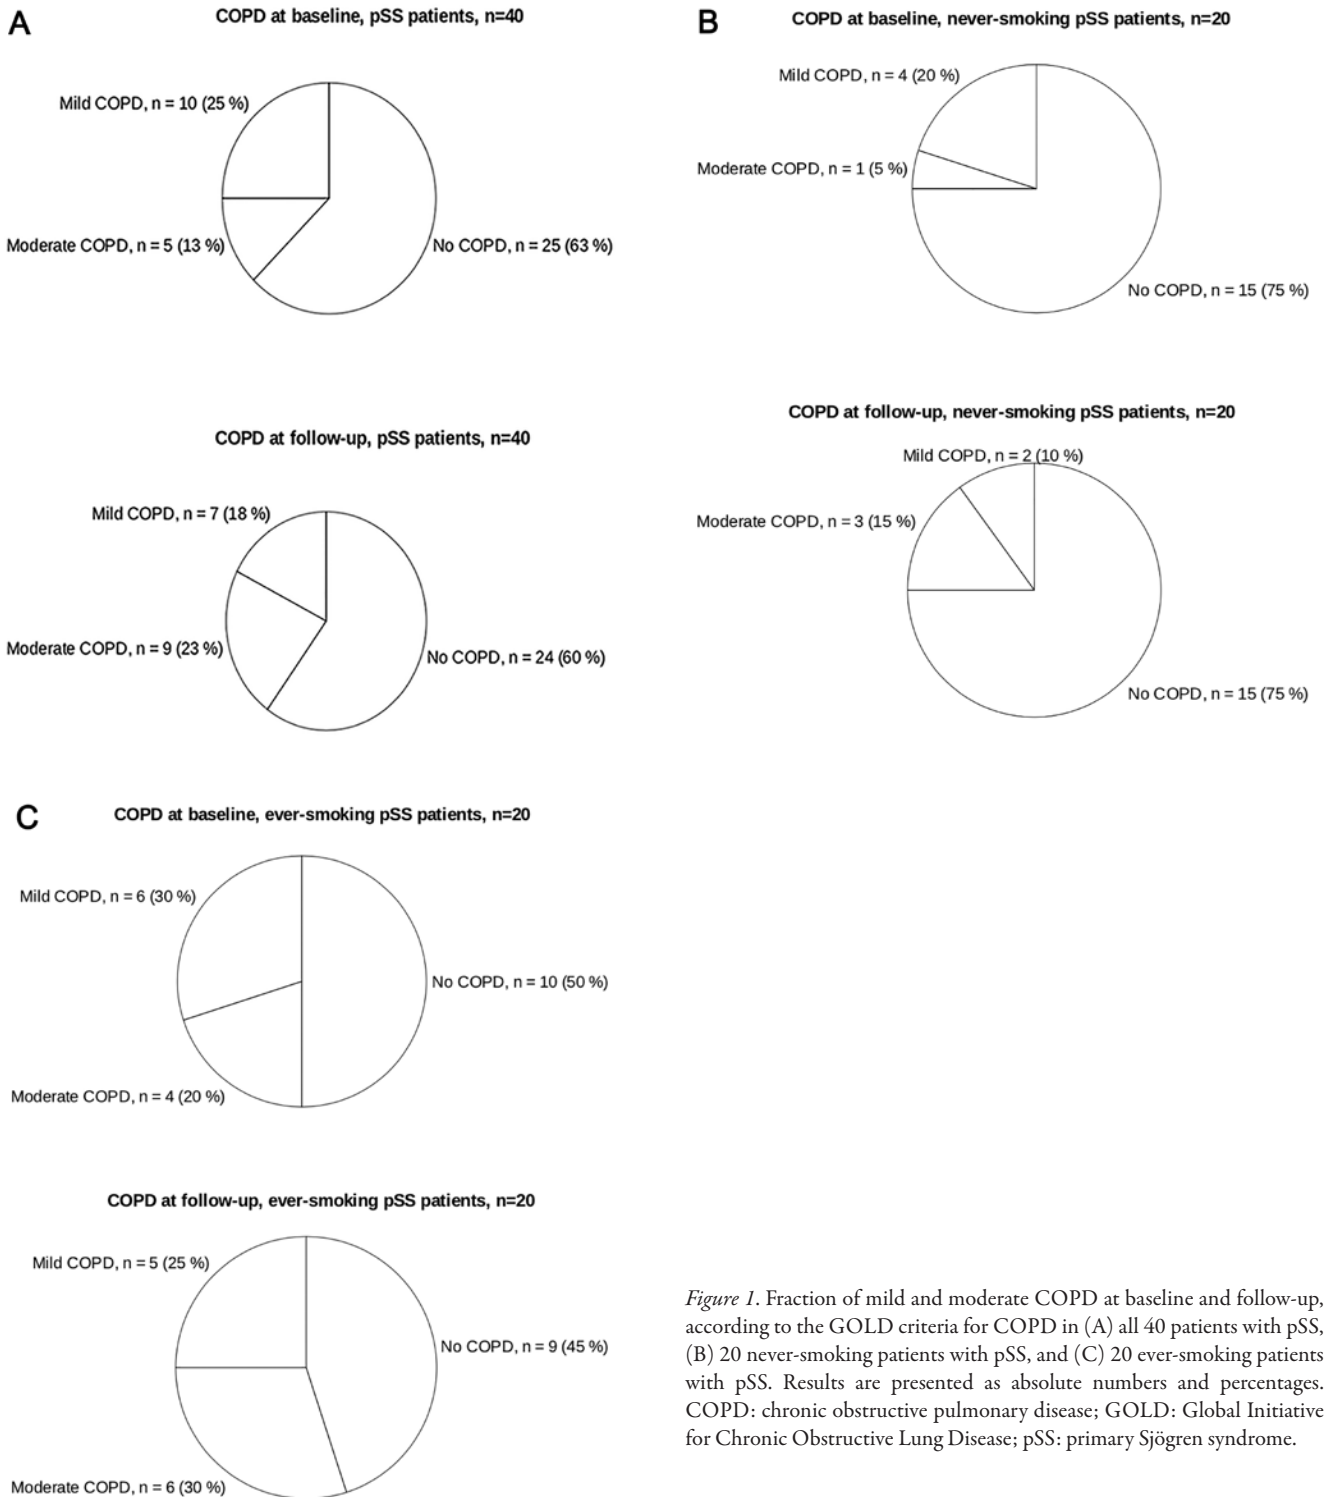 A
COPD at baseline, pSS patients, n=40
Mild COPD, n = 10 (25 %)
Moderate COPD, n = 5 (13 %)
No COPD, n = 25 (63 %)
COPD at follow-up, pSS patients, n=40
Mild COPD, n = 7 (18 %)
Moderate COPD, n = 9 (23 %)
No COPD, n = 24 (60 %)
B
COPD at baseline, never-smoking pSS patients, n=20
Mild COPD, n = 4 (20 %)
Moderate COPD, n = 1 (5 %)
No COPD, n = 15 (75 %)
COPD at follow-up, never-smoking pSS patients, n=20
Mild COPD, n = 2 (10 %)
Moderate COPD, n = 3 (15 %)
No COPD, n = 15 (75 %)
C
COPD at baseline, ever-smoking pSS patients, n=20
Mild COPD, n = 6 (30 %)
No COPD, n = 10 (50 %)
Moderate COPD, n = 4 (20 %)
COPD at follow-up, ever-smoking pSS patients, n=20
Mild COPD, n = 5 (25 %)
No COPD, n = 9 (45 %)
Moderate COPD, n = 6 (30 %)
Figure 1. Fraction of mild and moderate COPD at baseline and follow-up,
according to the GOLD criteria for COPD in (A) all 40 patients with pSS,
(B) 20 never-smoking patients with pSS, and (C) 20 ever-smoking patients
with pSS. Results are presented as absolute numbers and percentages.
COPD: chronic obstructive pulmonary disease; GOLD: Global Initiative
for Chronic Obstructive Lung Disease; pSS: primary Sjögren syndrome.